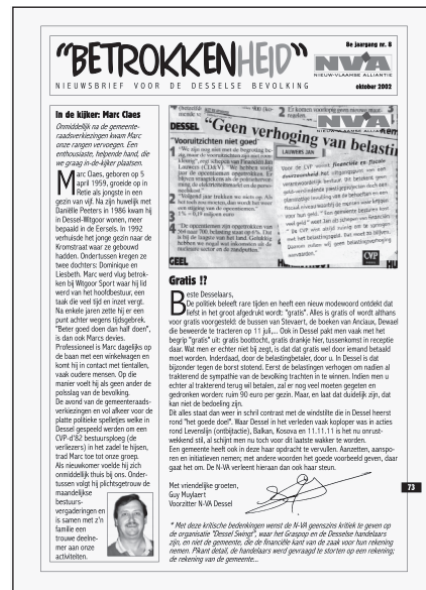 "BETROKKENHEID"
NIEUWSBRIEF VOOR DE DESSELSE BEVOLKING
8e jaargang nr. 8
N-VA
NIEUW-VLAAMSE ALLIANTIE
oktober 2002
In de kijker: Marc Claes
Onmiddellijk na de gemeente-
raadsverkiezingen kwam Marc
onze rangen vervoegen. Een
enthousiaste, helpende hand, die
we graag in de-kijker plaatsen.
Marc Claes, geboren op 5
april 1959, groeide op in
Retie als jongste in een
gezin van vijf. Na zijn huwelijk met
Daniëlle Peeters in 1986 kwam hij
in Dessel-Witgoor wonen, meer
bepaald in de Eersels. In 1992
verhuisde het jonge gezin naar de
Kromstraat waar ze gebouwd
hadden. Ondertussen kregen ze
twee dochters: Dominique en
Liesbeth. Marc werd vlug betrok-
ken bij Witgoor Sport waar hij lid
werd van het hoofdbestuur, een
taak die veel tijd en inzet vergt.
Na enkele jaren zette hij er een
punt achter wegens tijdsgebrek.
"Beter goed doen dan half doen",
is dan ook Marcs devies.
Professioneel is Marc dagelijks op
de baan met een winkelwagen en
komt hij in contact met tientallen,
vaak oudere mensen. Op die
manier voelt hij als geen ander de
polsslag van de bevolking.
De avond van de gemeenteraads-
verkiezingen en vol afkeer voor de
platte politieke spelletjes welke in
Dessel gespeeld werden om een
CVP-d'82 bestuursploeg (de
verliezers) in het zadel te hijsen,
trad Marc toe tot onze groep.
Als nieuwkomer voelde hij zich
onmiddellijk thuis bij ons. Onder-
tussen volgt hij plichtsgetrouw de
maandelijkse
bestuurs-
vergaderingen en
is samen met z'n
familie een
trouwe deelne-
mer aan onze
activiteiten.
DESSEL
"Geen verhoging van belastin
'Vooruitzichten niet goed'
LAUWERS JAN
CVP
Gratis !?
Beste Desselaars,
De politiek beleeft rare tijden en heeft een nieuw modewoord ontdekt dat
liefst in het groot afgedrukt wordt: "gratis". Alles is gratis of wordt althans
voor gratis voorgesteld: de bussen van Stevaert, de boeken van Anciaux, Dewael
die beweerde te tracteren op 11 juli,... Ook in Dessel pakt men vaak met het
begrip "gratis" uit: gratis boottocht, gratis drankje hier, tussenkomst in receptie
daar. Wat men er echter niet bij zegt, is dat dat gratis wel door iemand betaald
moet worden. Inderdaad, door de belastingbetaler, door u. In Dessel is dat
bijzonder tegen de borst stotend. Eerst de belastingen verhogen om nadien al
trakterend de sympathie van de bevolking trachten in te winnen. Indien men u
echter al trakterend terug wil betalen, zal er nog veel moeten gegeten en
gedronken worden: ruim 90 euro per gezin. Maar, en laat dat duidelijk zijn, dat
kan niet de bedoeling zijn.
Dit alles staat dan weer in schril contrast met de windstilte die in Dessel heerst
rond "het goede doel". Waar Dessel in het verleden vaak koploper was in acties
rond Levenslijn (ontbijtactie), Balkan, Kosova en 11.11.11 is het nu onrust-
wekkend stil, al schijnt men nu toch voor dit laatste wakker te worden.
Een gemeente hoeft ook in deze haar opdracht te vervullen. Aanzetten, aanspo-
ren en initiatieven nemen; met andere woorden het goede voorbeeld geven, daar
gaat het om. De N-VA verleent hieraan dan ook haar steun.
Met vriendelijke groeten,
Guy Muylaert
Voorzitter N-VA Dessel
* Met deze kritische bedenkingen wenst de N-VA geenszins kritiek te geven op
de organisatie "Dessel Swingt", waar het Graspop en de Desselse handelaars
zijn, en niet de gemeente, die de financiële kant van de zaak voor hun rekening
nemen. Pikant detail, de handelaars werd gevraagd te storten op een rekening;
de rekening van de gemeente...
73